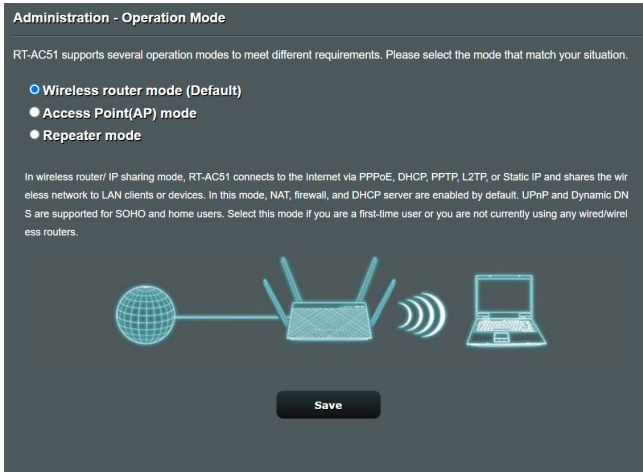 Administration - Operation Mode
RT-AC51 supports several operation modes to meet different requirements. Please select the mode that match your situation.
Wireless router mode (Default)
Access Point(AP) mode
Repeater mode
In wireless router/ IP sharing mode, RT-AC51 connects to the Internet via PPPoE, DHCP, PPTP, L2TP, or Static IP and shares the wir
eless network to LAN clients or devices. In this mode, NAT, firewall, and DHCP server are enabled by default. UPnP and Dynamic DN
S are supported for SOHO and home users. Select this mode if you are a first-time user or you are not currently using any wired/wirel
ess routers.
Save